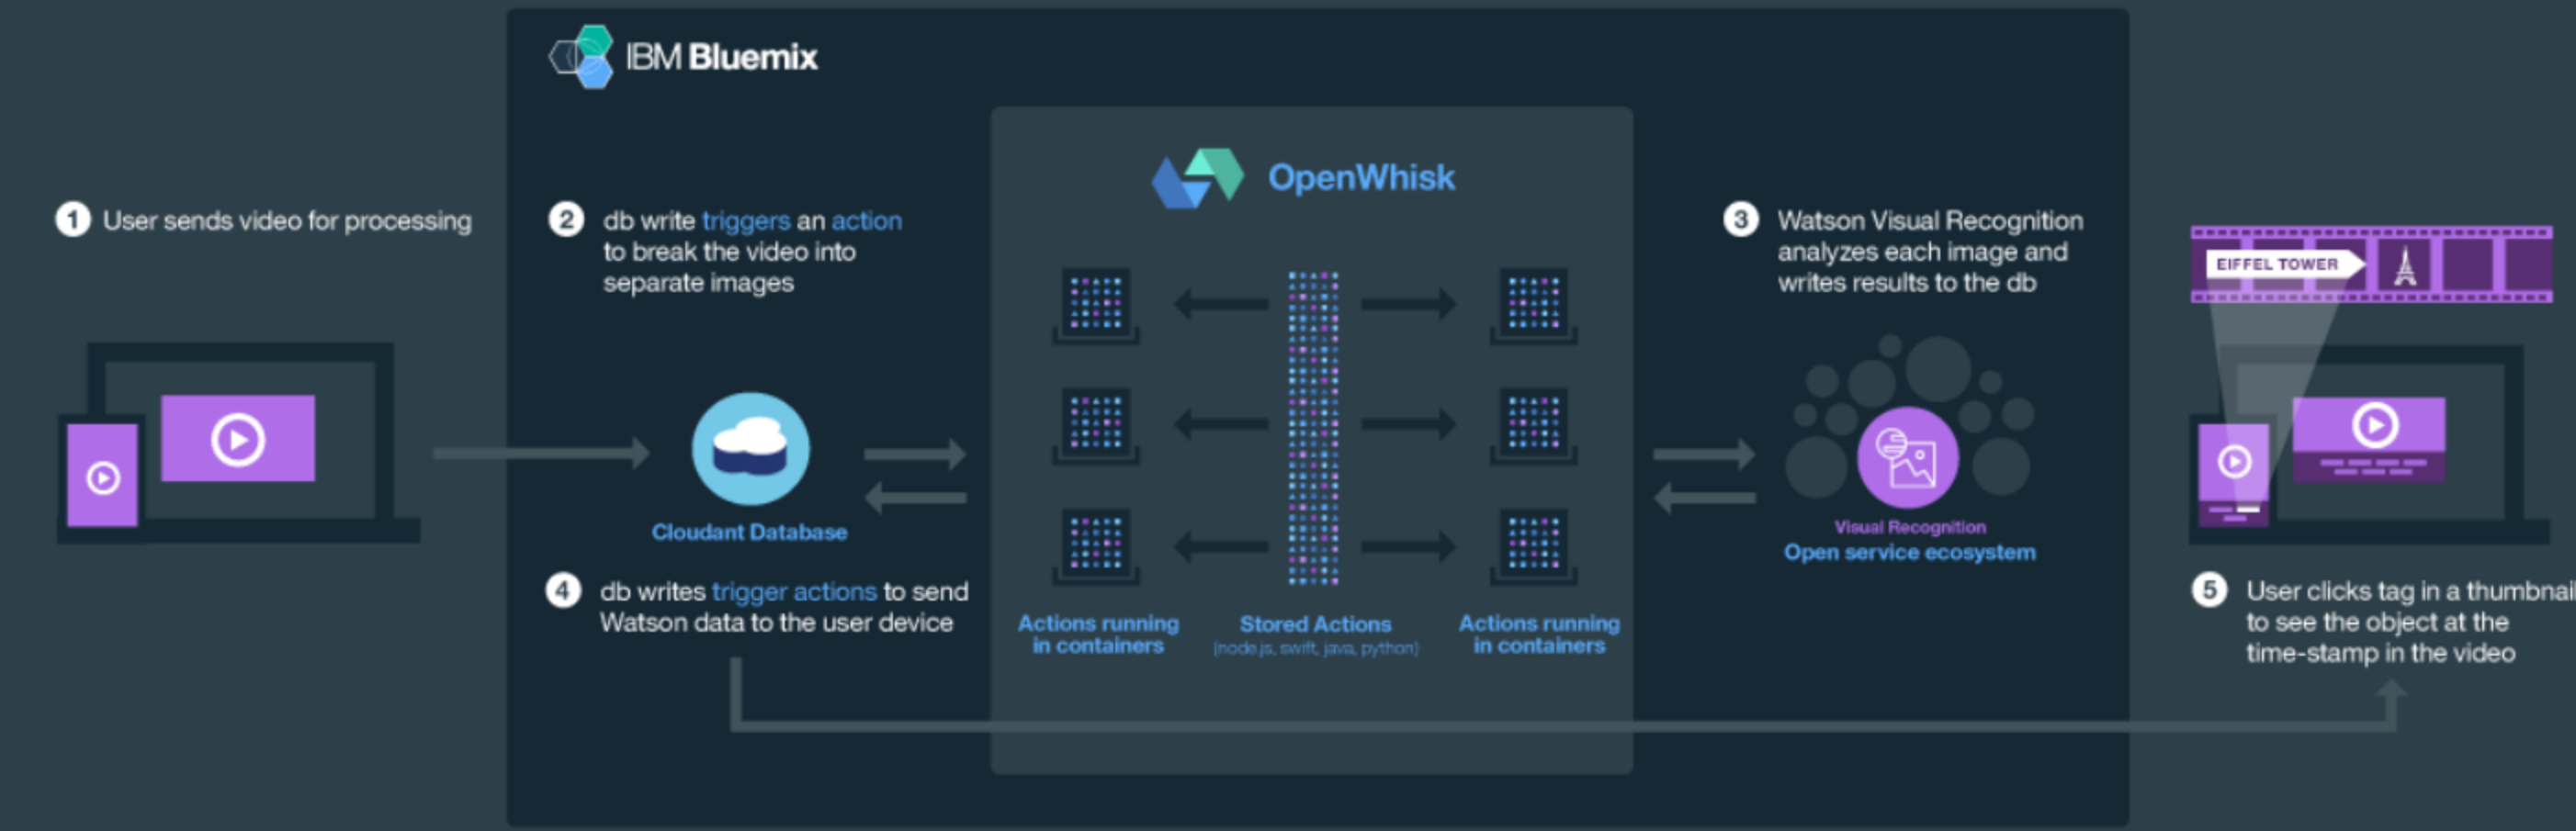 IBM Bluemix
OpenWhisk
1 User sends video for processing
2 db write triggers an action
to break the video into
separate images
3 Watson Visual Recognition
analyzes each image and
writes results to the db
EIFFEL TOWER
Cloudant Database
Visual Recognition
Open service ecosystem
4 db writes trigger actions to send
Watson data to the user device
Actions running
in containers
Stored Actions
(node.js, swift, java, python)
Actions running
in containers
5 User clicks tag in a thumbnail
to see the object at the
time-stamp in the video